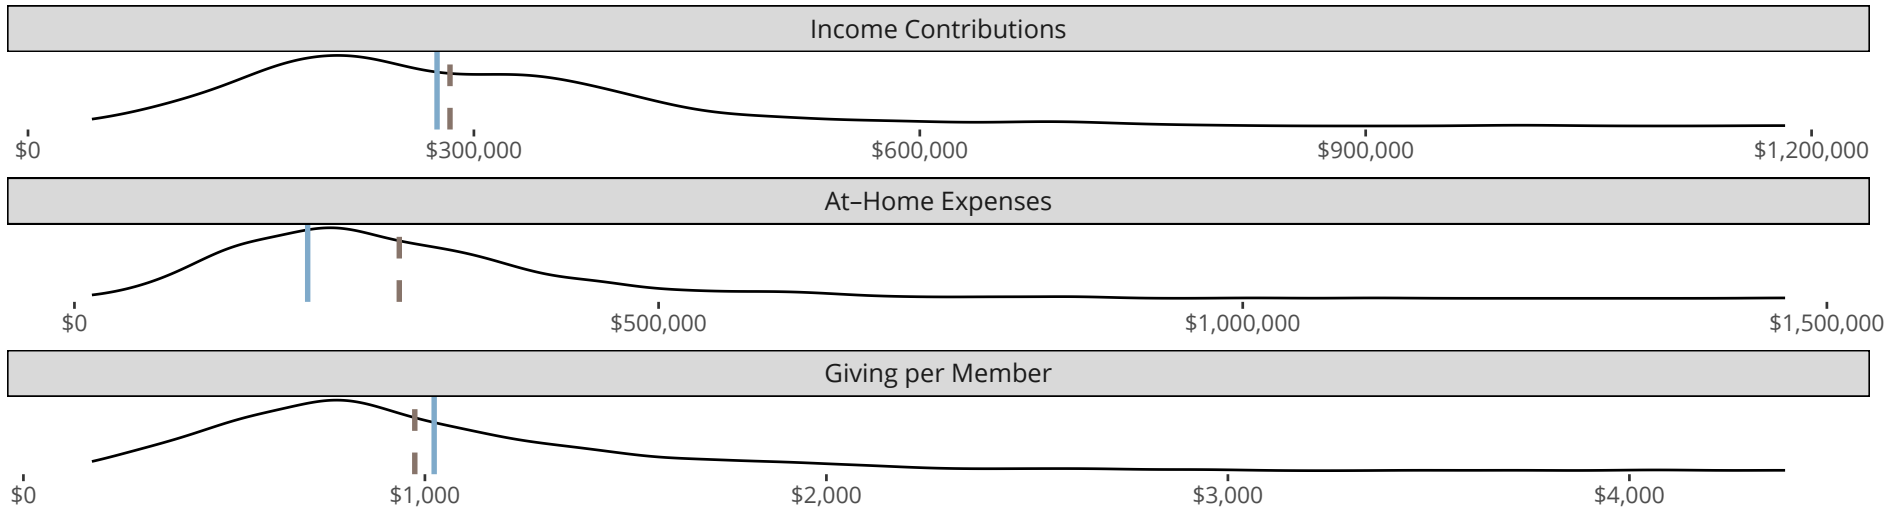 Income Contributions
$0 $300,000 $600,000 $900,000 $1,200,000
At–Home Expenses
$0 $500,000 $1,000,000 $1,500,000
Giving per Member
$0 $1,000 $2,000 $3,000 $4,000